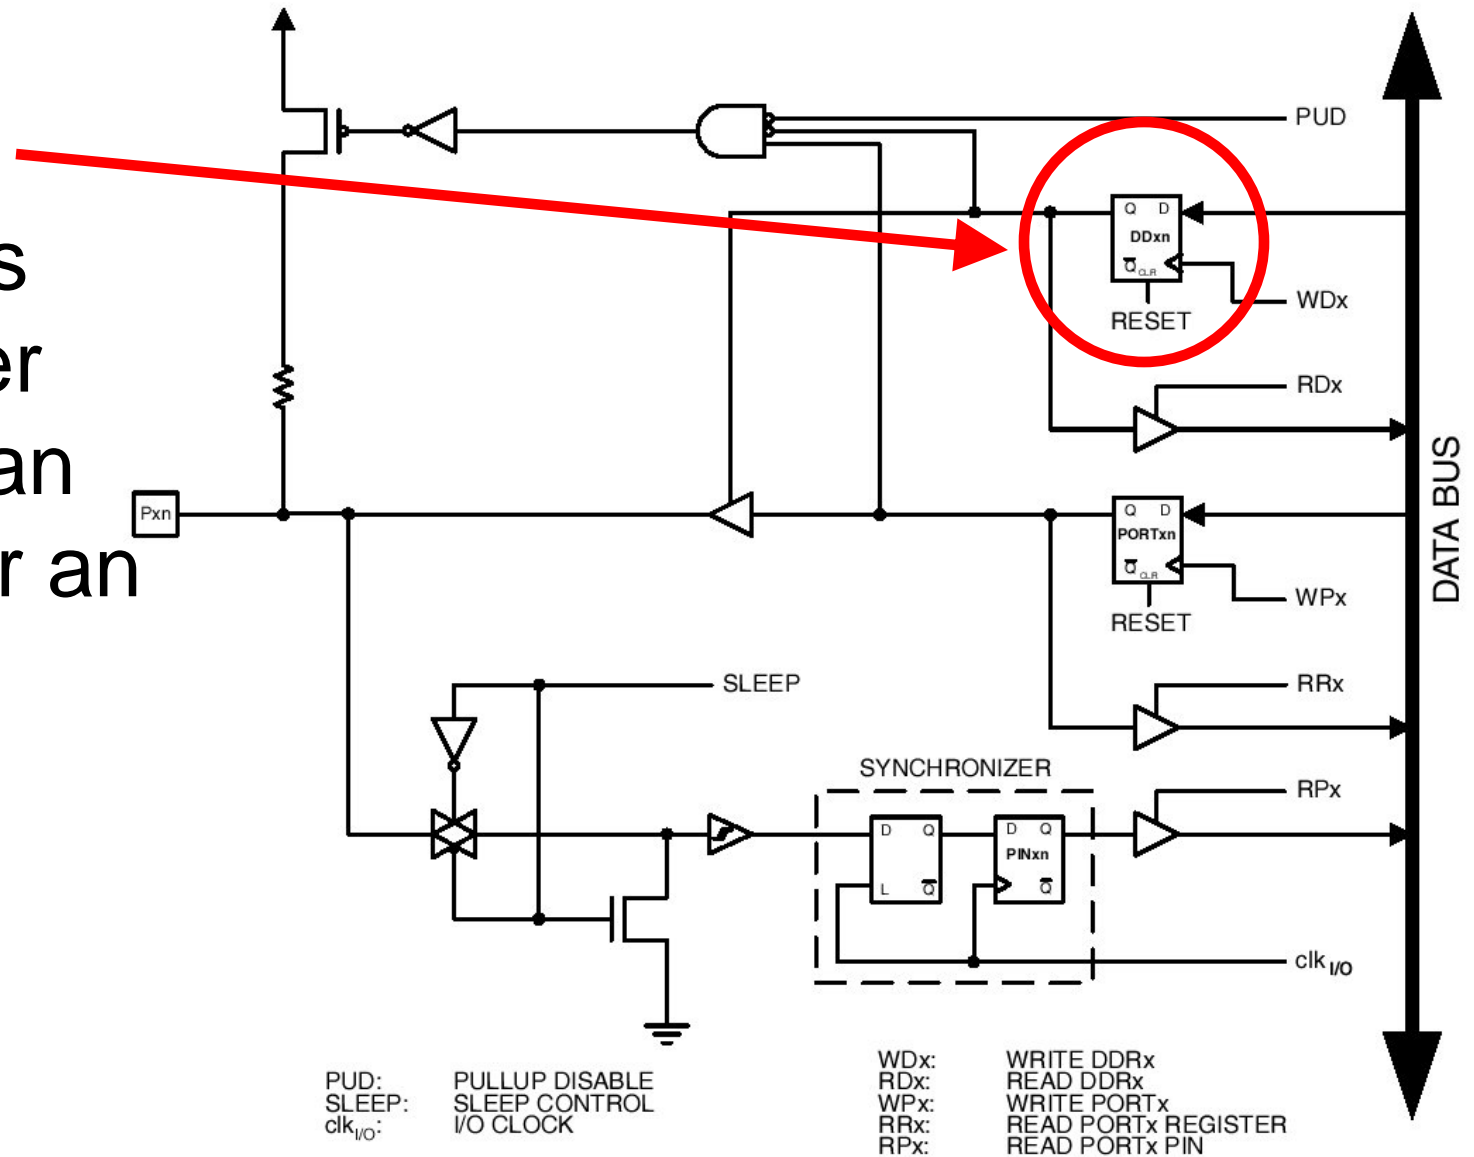 PUD
Q D
DDxn
Q CLR
WDx
RESET
s
er
an
r an
RDx
Pxn
Q D
PORTxn
Q CLR
WPx
RESET
DATA BUS
SLEEP
RRx
SYNCHRONIZER
RPx
D Q
L Q
D Q
PINxn
Q
clk I/O
PUD: PULLUP DISABLE
SLEEP: SLEEP CONTROL
clk I/O: I/O CLOCK
WDx: WRITE DDRx
RDx: READ DDRx
WPx: WRITE PORTx
RRx: READ PORTx REGISTER
RPx: READ PORTx PIN